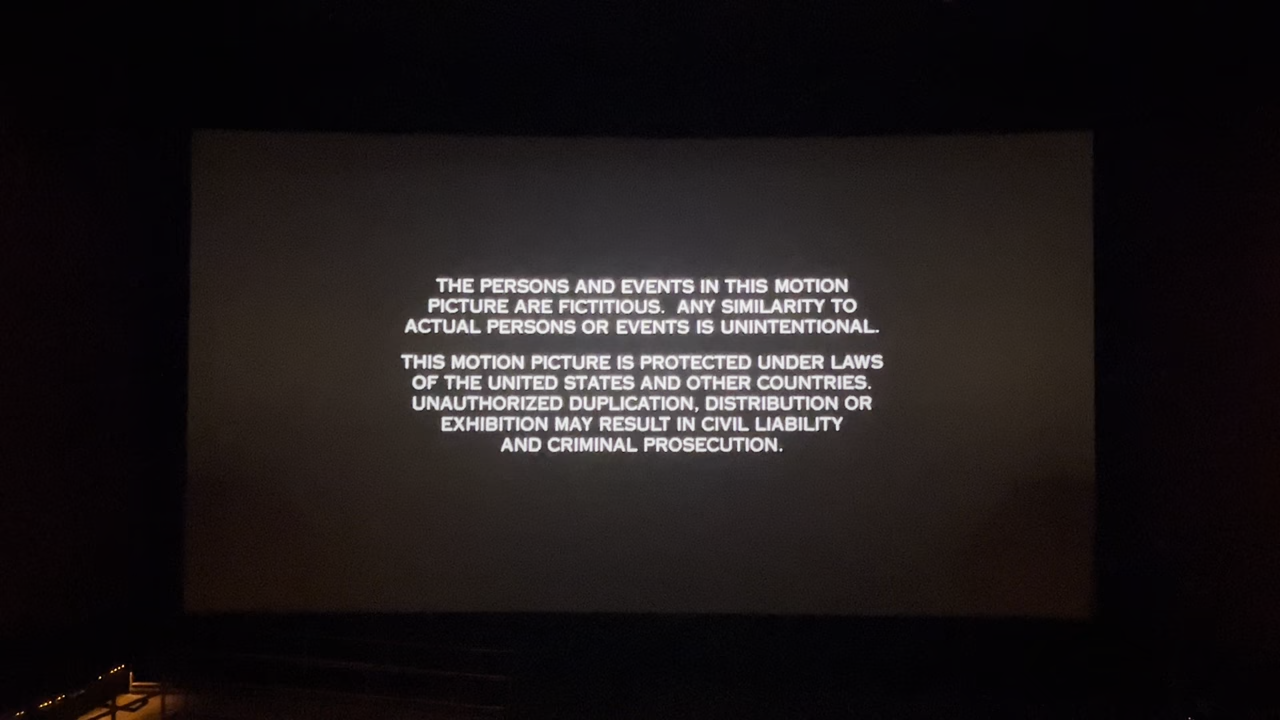 THE PERSONS AND EVENTS IN THIS MOTION
PICTURE ARE FICTITIOUS.  ANY SIMILARITY TO
ACTUAL PERSONS OR EVENTS IS UNINTENTIONAL.
THIS MOTION PICTURE IS PROTECTED UNDER LAWS
OF THE UNITED STATES AND OTHER COUNTRIES.
UNAUTHORIZED DUPLICATION, DISTRIBUTION OR
EXHIBITION MAY RESULT IN CIVIL LIABILITY
AND CRIMINAL PROSECUTION.